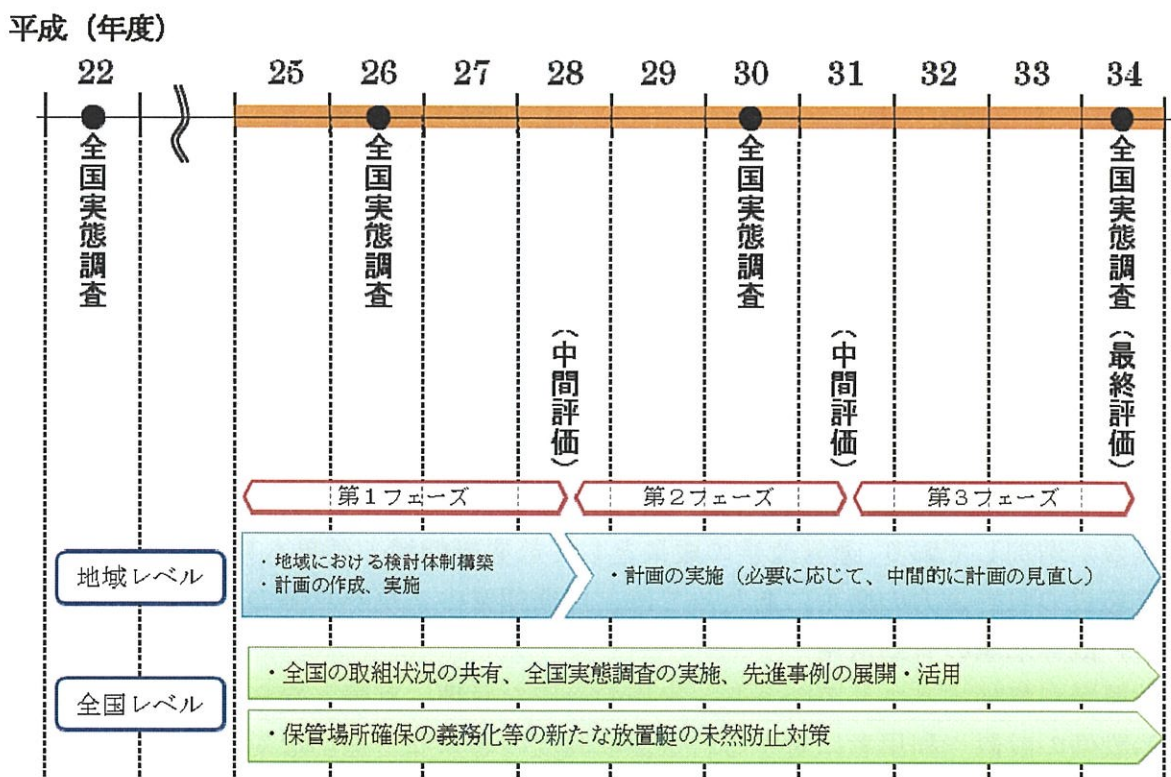 平成（年度）
22 25 26 27 28 29 30 31 32 33 34
全国実態調査
全国実態調査
全国実態調査
全国実態調査（最終評価）
（中間評価）
（中間評価）
第１フェーズ
第２フェーズ
第３フェーズ
地域レベル
・地域における検討体制構築
・計画の作成、実施
・計画の実施（必要に応じて、中間的に計画の見直し）
全国レベル
・全国の取組状況の共有、全国実態調査の実施、先進事例の展開・活用
・保管場所確保の義務化等の新たな放置艇の未然防止対策